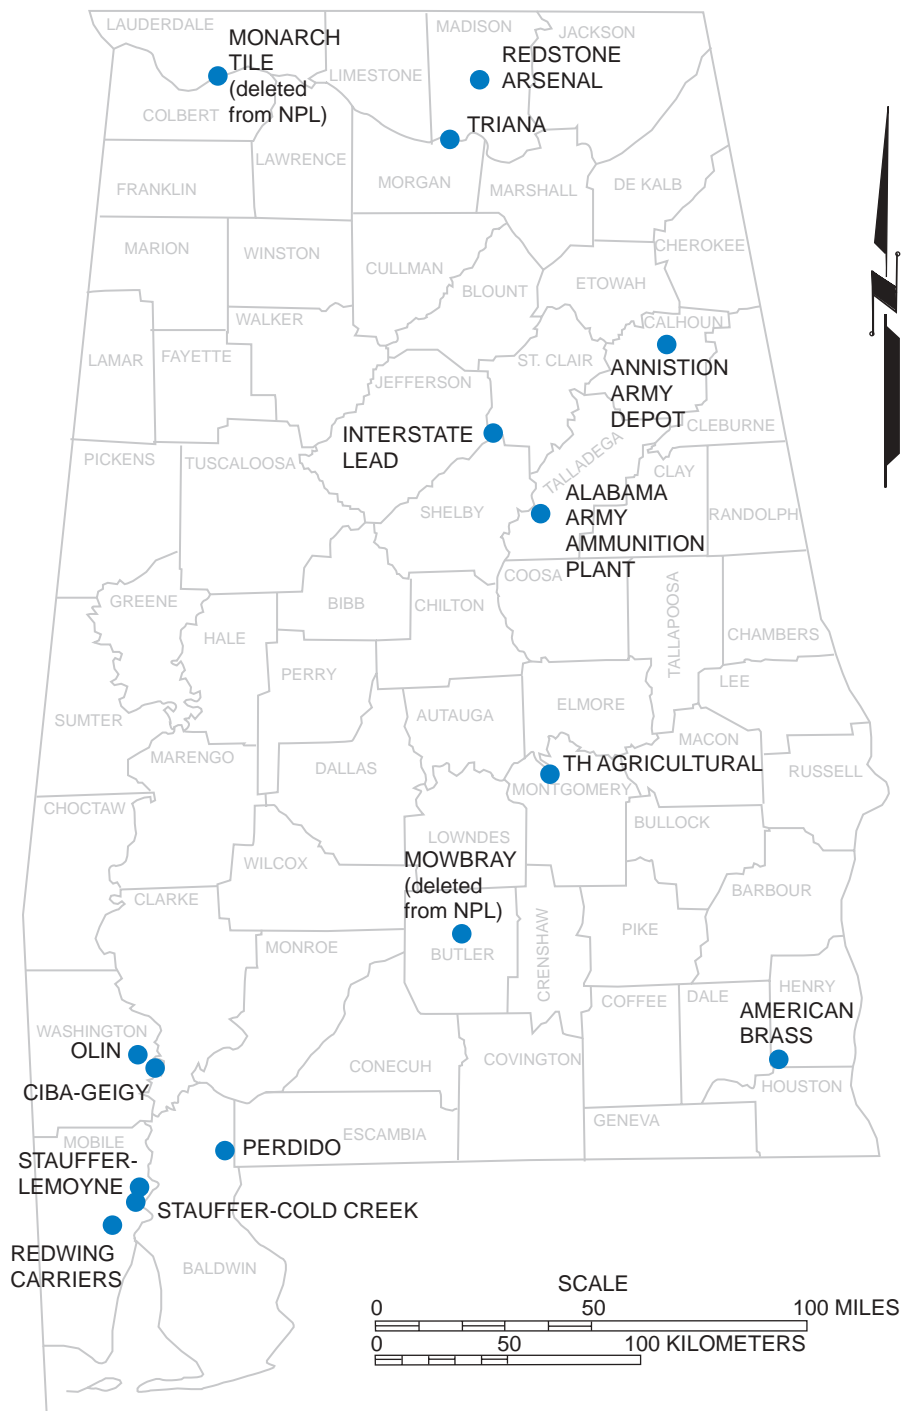 LAUDERDALE
MADISON
JACKSON
MONARCH
TILE
(deleted
from NPL)
REDSTONE
ARSENAL
LIMESTONE
COLBERT
TRIANA
LAWRENCE
FRANKLIN
MORGAN
MARSHALL
DE KALB
MARION
WINSTON
CULLMAN
CHEROKEE
BLOUNT
ETOWAH
WALKER
CALHOUN
LAMAR
FAYETTE
ST. CLAIR
JEFFERSON
ANNISTION
ARMY
DEPOT
CLEBURNE
INTERSTATE
LEAD
PICKENS
TUSCALOOSA
TALLADEGA
CLAY
SHELBY
ALABAMA
ARMY
AMMUNITION
PLANT
RANDOLPH
COOSA
GREENE
BIBB
CHILTON
TALLAPOOSA
HALE
CHAMBERS
PERRY
LEE
SUMTER
AUTAUGA
ELMORE
MACON
MARENGO
DALLAS
TH AGRICULTURAL
RUSSELL
MONTGOMERY
CHOCTAW
BULLOCK
LOWNDES
WILCOX
MOWBRAY
(deleted
from NPL)
BARBOUR
CLARKE
CRENSHAW
PIKE
MONROE
BUTLER
HENRY
COFFEE
DALE
AMERICAN
BRASS
WASHINGTON
OLIN
CONECUH
COVINGTON
CIBA-GEIGY
HOUSTON
GENEVA
ESCAMBIA
MOBILE
PERDIDO
STAUFFER-
LEMOYNE
STAUFFER-COLD CREEK
REDWING
CARRIERS
BALDWIN
SCALE
0 50 100 MILES
0 50 100 KILOMETERS